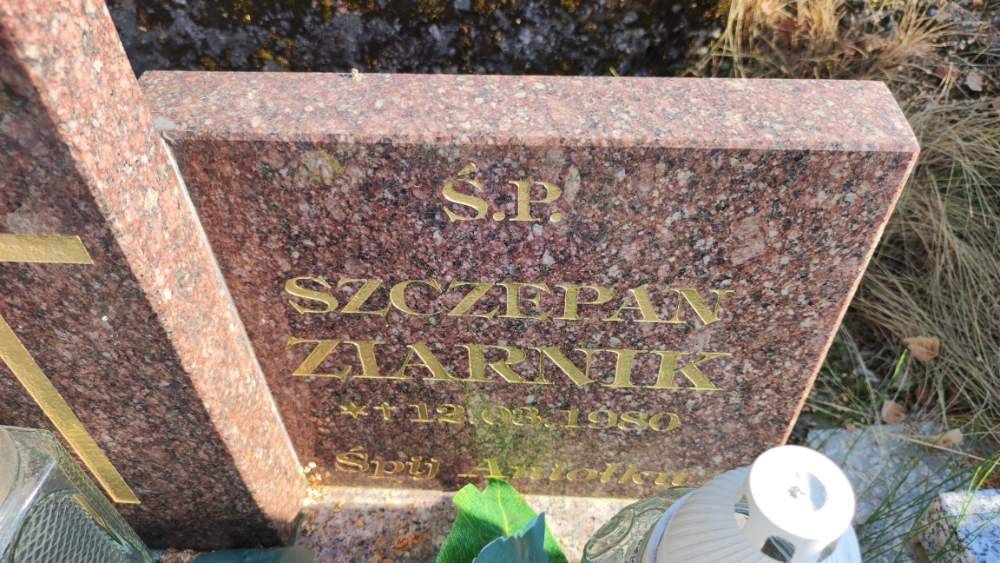 Ś.P.
SZCZEPAN
ZIARNIK
*† 12.03.1980
Śpij Aniołku